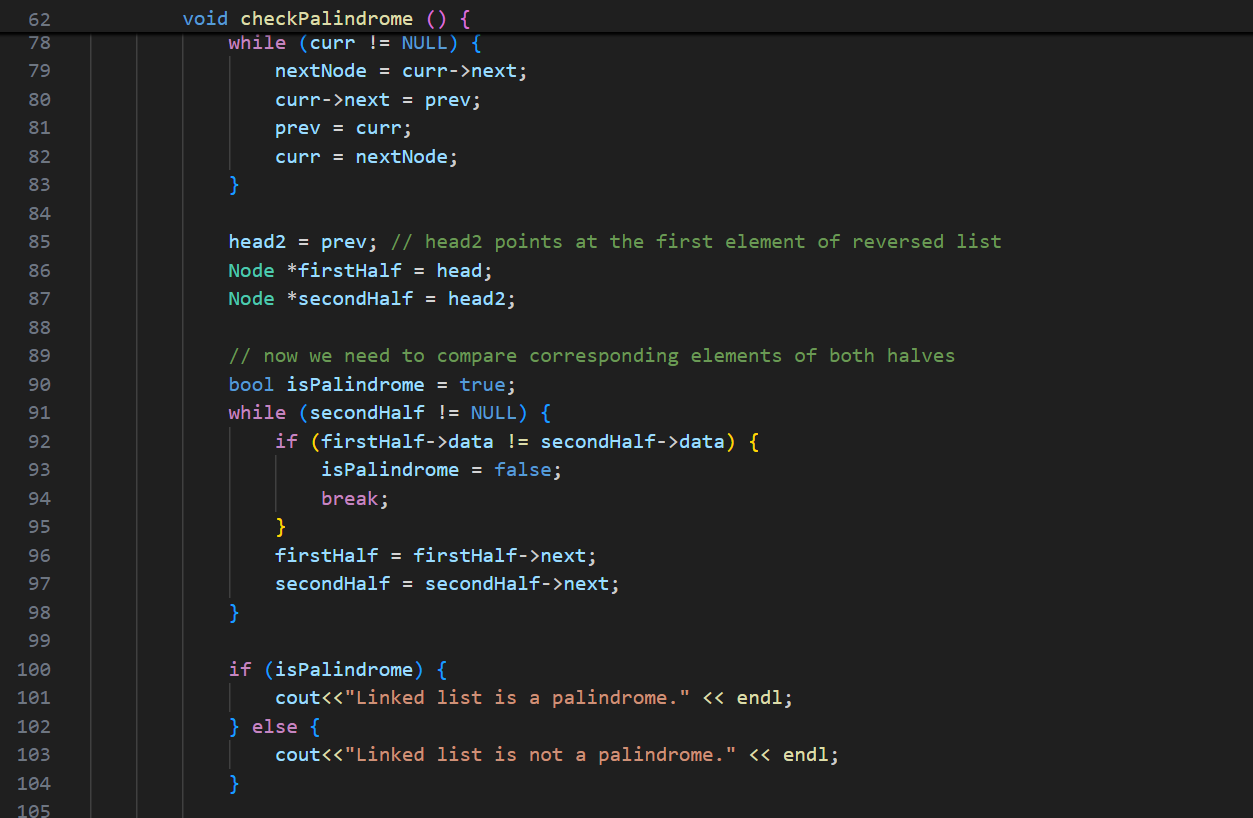 62 void checkPalindrome () {
78 while (curr != NULL) {
79 nextNode = curr->next;
80 curr->next = prev;
81 prev = curr;
82 curr = nextNode;
83 }
84
85 head2 = prev; // head2 points at the first element of reversed list
86 Node *firstHalf = head;
87 Node *secondHalf = head2;
88
89 // now we need to compare corresponding elements of both halves
90 bool isPalindrome = true;
91 while (secondHalf != NULL) {
92 if (firstHalf->data != secondHalf->data) {
93 isPalindrome = false;
94 break;
95 }
96 firstHalf = firstHalf->next;
97 secondHalf = secondHalf->next;
98 }
99
100 if (isPalindrome) {
101 cout<<"Linked list is a palindrome." << endl;
102 } else {
103 cout<<"Linked list is not a palindrome." << endl;
104 }
105